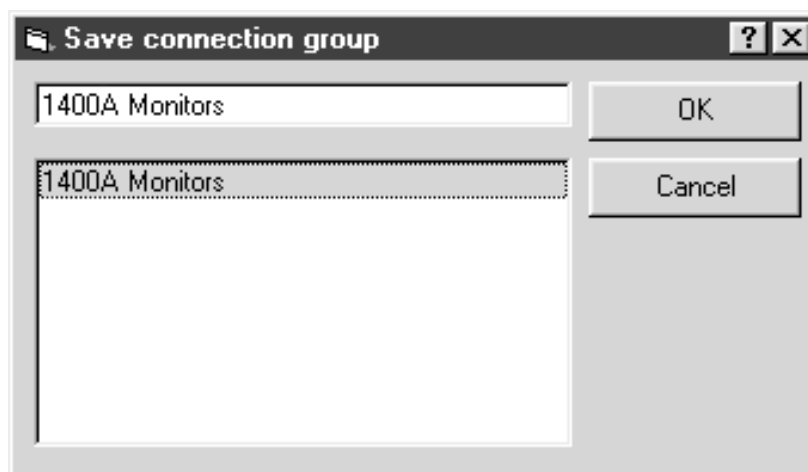 Save connection group
?
1400A Monitors
OK
1400A Monitors
Cancel